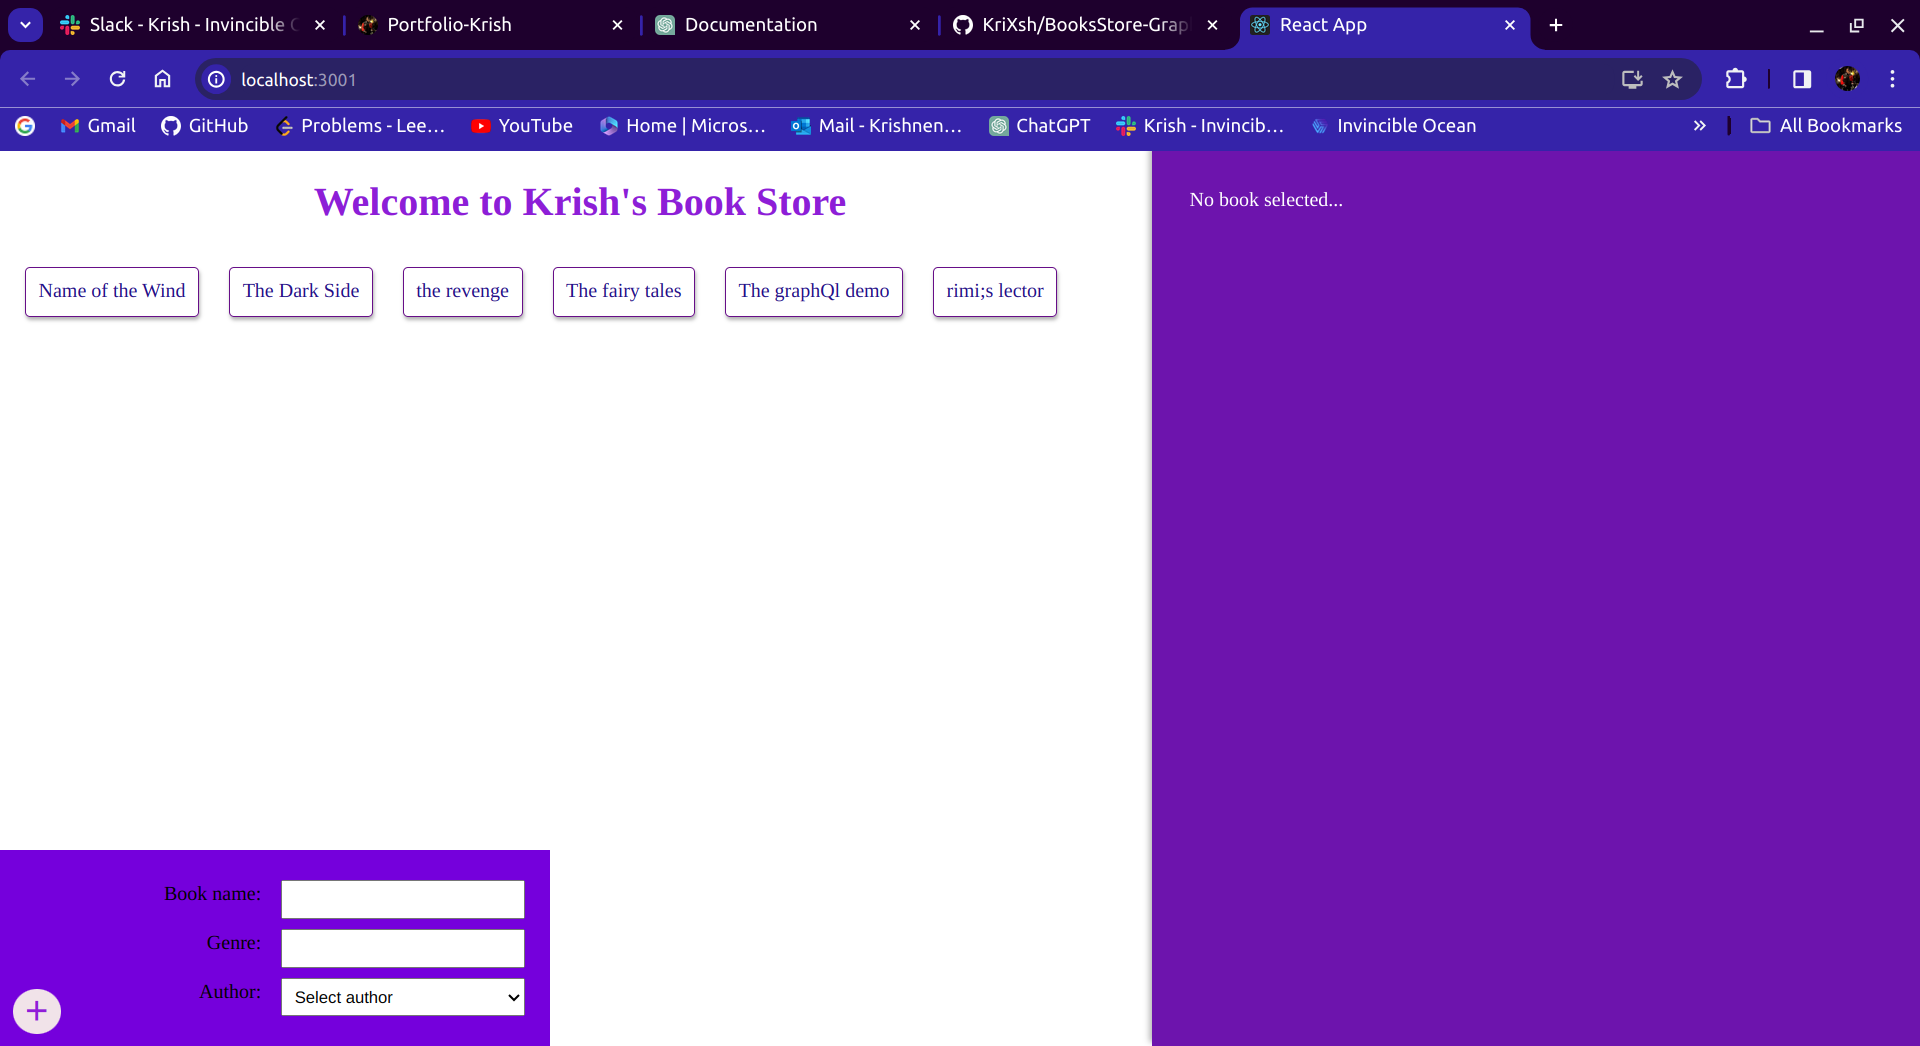 Slack - Krish - Invincible Portfolio-Krish Documentation KriXsh/BooksStore-Grap React App
localhost:3001
Gmail GitHub Problems - Lee... YouTube Home | Micros... Mail - Krishnen... ChatGPT Krish - Invincib... Invincible Ocean All Bookmarks
Welcome to Krish's Book Store
No book selected...
Name of the Wind The Dark Side the revenge The fairy tales The graphQl demo rimi;s lector
Book name:
Genre:
Author: Select author
+